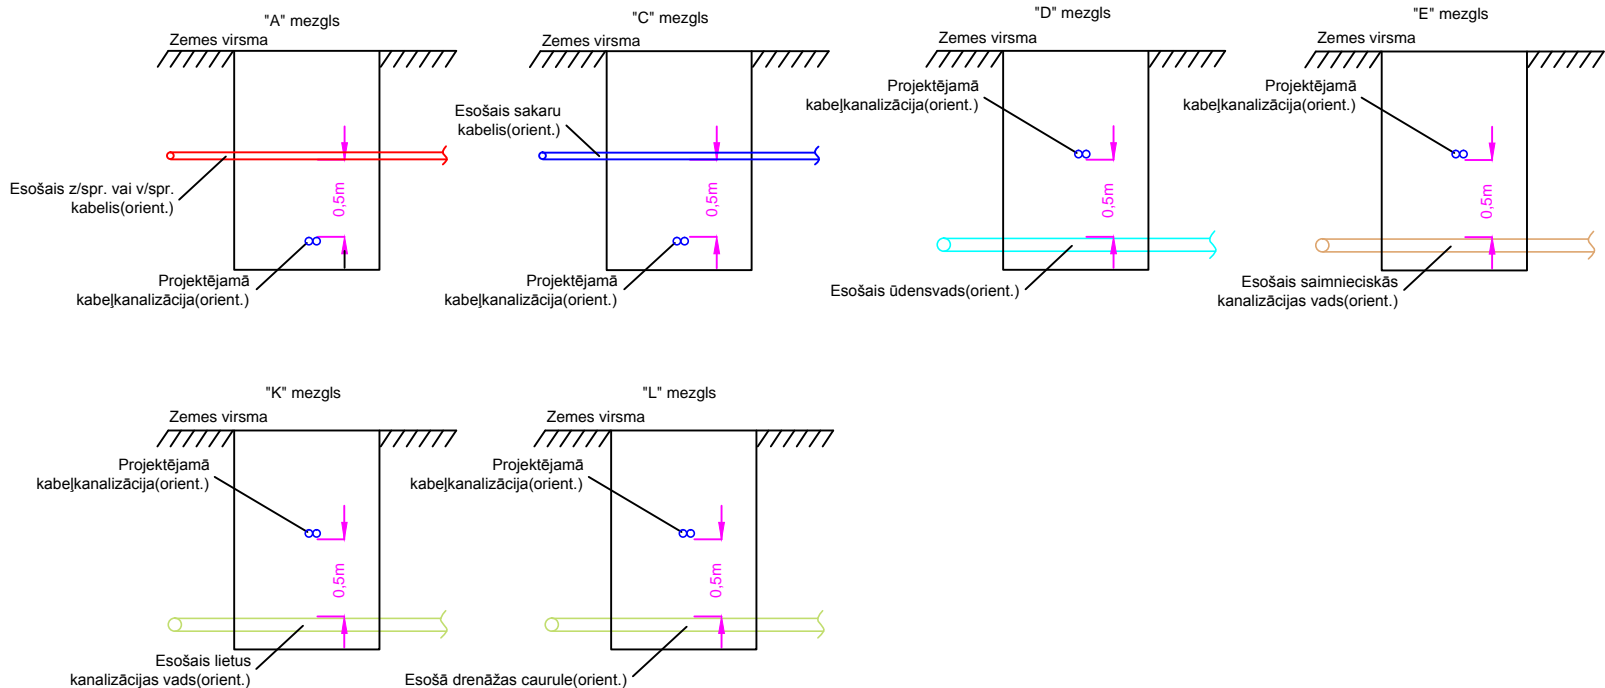 "A" mezgls
Zemes virsma
Esošais z/spr. vai v/spr.
kabelis(orient.)
0,5m
Projektējamā
kabeļkanalizācija(orient.)
"C" mezgls
Zemes virsma
Esošais sakaru
kabelis(orient.)
0,5m
Projektējamā
kabeļkanalizācija(orient.)
"D" mezgls
Zemes virsma
Projektējamā
kabeļkanalizācija(orient.)
0,5m
Esošais ūdensvads(orient.)
"E" mezgls
Zemes virsma
Projektējamā
kabeļkanalizācija(orient.)
0,5m
Esošais saimnieciskās
kanalizācijas vads(orient.)
"K" mezgls
Zemes virsma
Projektējamā
kabeļkanalizācija(orient.)
0,5m
Esošais lietus
kanalizācijas vads(orient.)
"L" mezgls
Zemes virsma
Projektējamā
kabeļkanalizācija(orient.)
0,5m
Esošā drenāžas caurule(orient.)